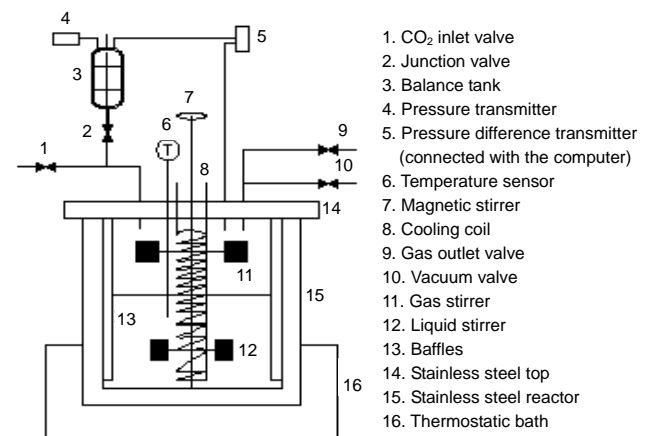 4
5
3
7
6
2
T
8
9
1
10
14
11
15
13
12
16
1. CO₂ inlet valve
2. Junction valve
3. Balance tank
4. Pressure transmitter
5. Pressure difference transmitter
(connected with the computer)
6. Temperature sensor
7. Magnetic stirrer
8. Cooling coil
9. Gas outlet valve
10. Vacuum valve
11. Gas stirrer
12. Liquid stirrer
13. Baffles
14. Stainless steel top
15. Stainless steel reactor
16. Thermostatic bath